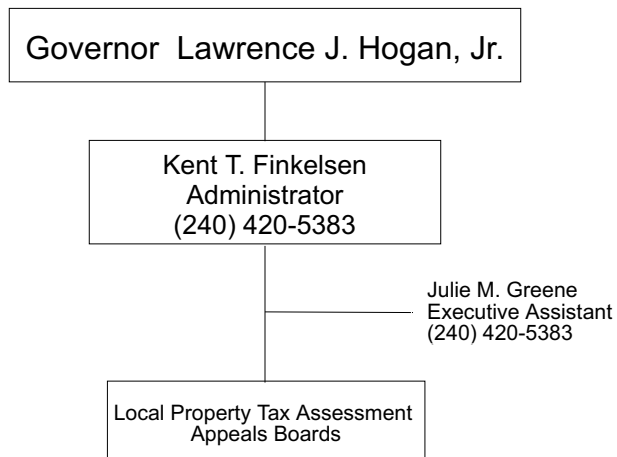 Governor  Lawrence J. Hogan, Jr.
Kent T. Finkelsen
Administrator
(240) 420-5383
Julie M. Greene
Executive Assistant
(240) 420-5383
Local Property Tax Assessment
Appeals Boards